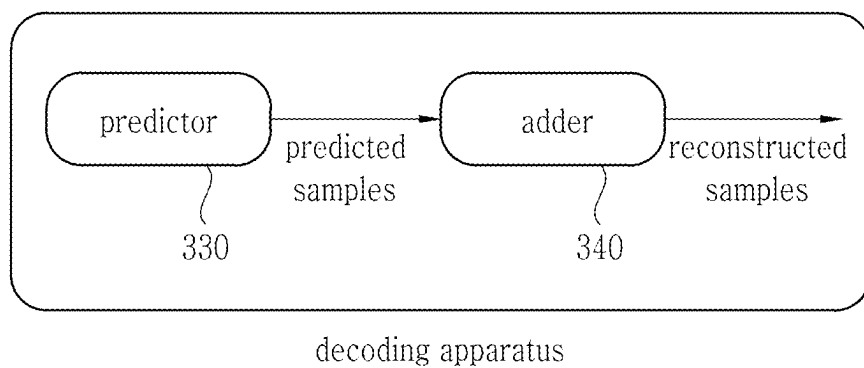 predictor
predicted
samples
adder
reconstructed
samples
330
340
decoding apparatus